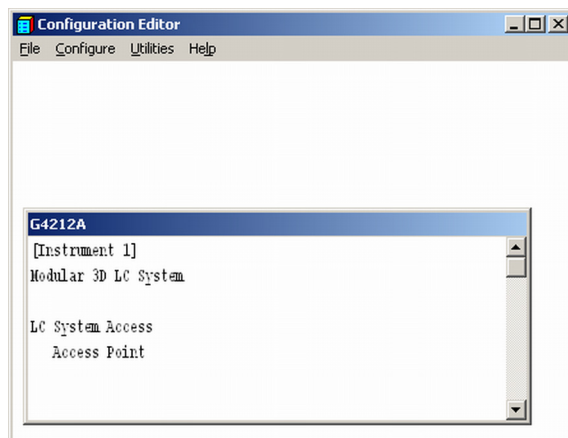 Configuration Editor
File Configure Utilities Help
G4212A
[Instrument 1]
Modular 3D LC System
LC System Access
Access Point